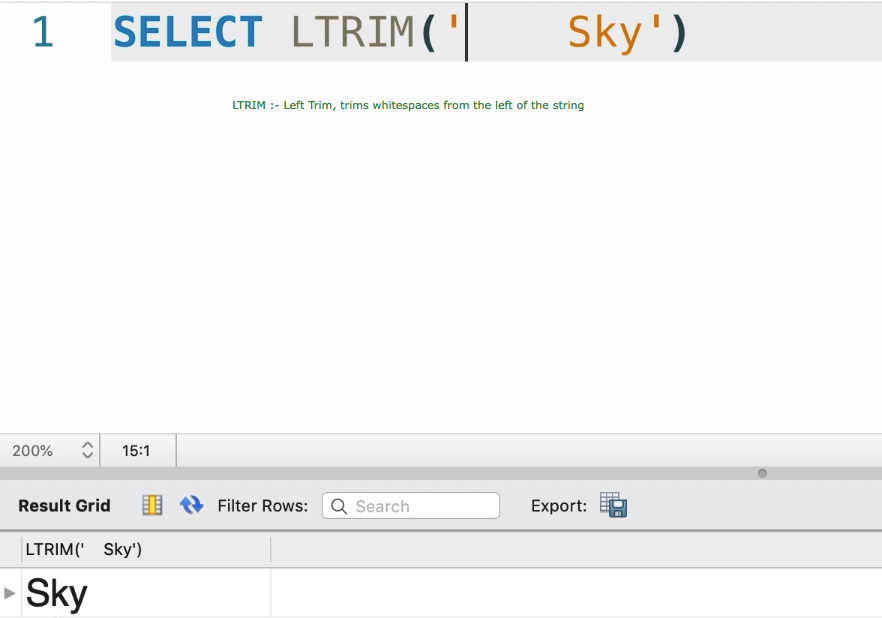 1 SELECT LTRIM('    Sky')
LTRIM :- Left Trim, trims whitespaces from the left of the string
200% 15:1
Result Grid Filter Rows: Search Export:
LTRIM('    Sky')
Sky